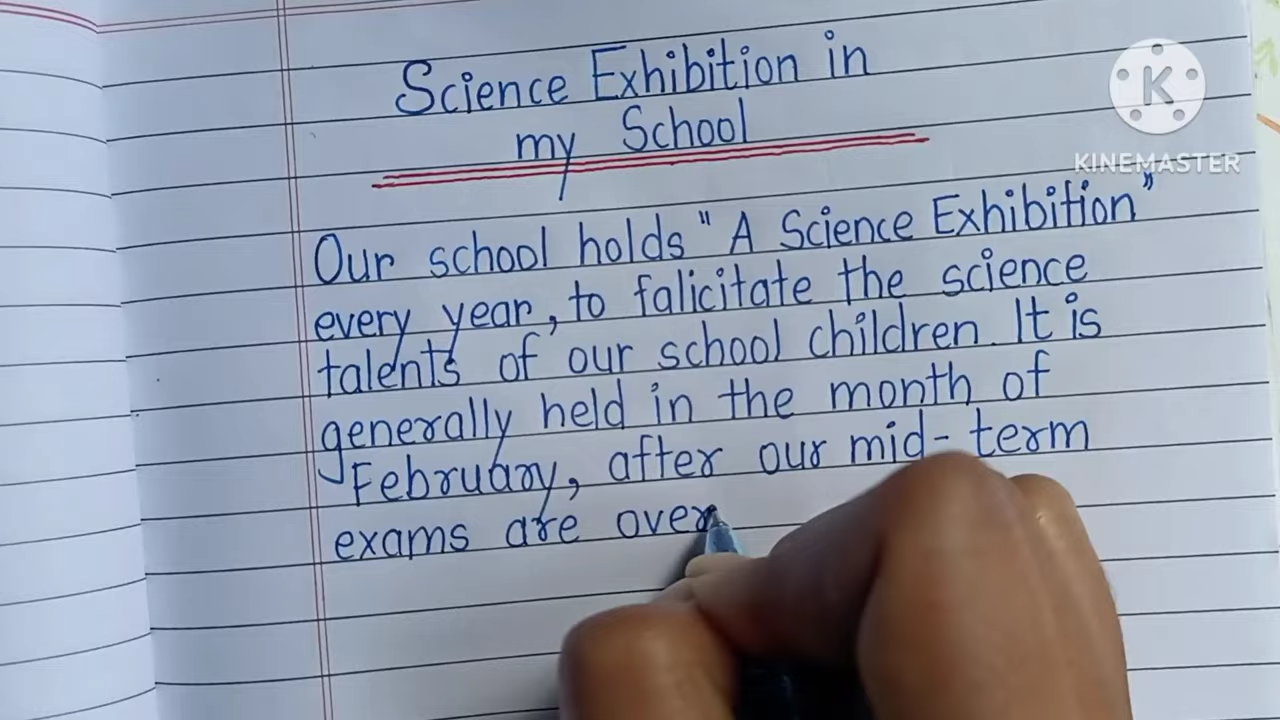 Science Exhibition in
my School
Our school holds "A Science Exhibition"
every year, to falicitate the science
talents of our school children. It is
generally held in the month of
February, after our mid-term
exams are over
K
KINEMASTER